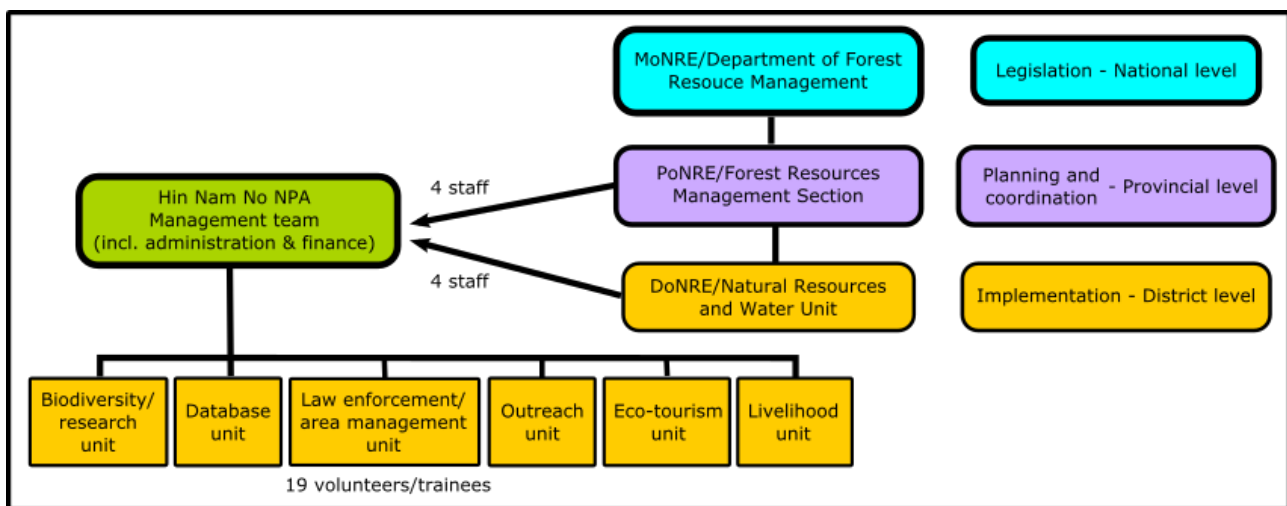 MoNRE/Department of Forest
Resouce Management
Legislation - National level
PoNRE/Forest Resources
Management Section
Planning and
coordination - Provincial level
Hin Nam No NPA
Management team
(incl. administration & finance)
4 staff
4 staff
DoNRE/Natural Resources
and Water Unit
Implementation - District level
Biodiversity/
research
unit
Database
unit
Law enforcement/
area management
unit
Outreach
unit
Eco-tourism
unit
Livelihood
unit
19 volunteers/trainees